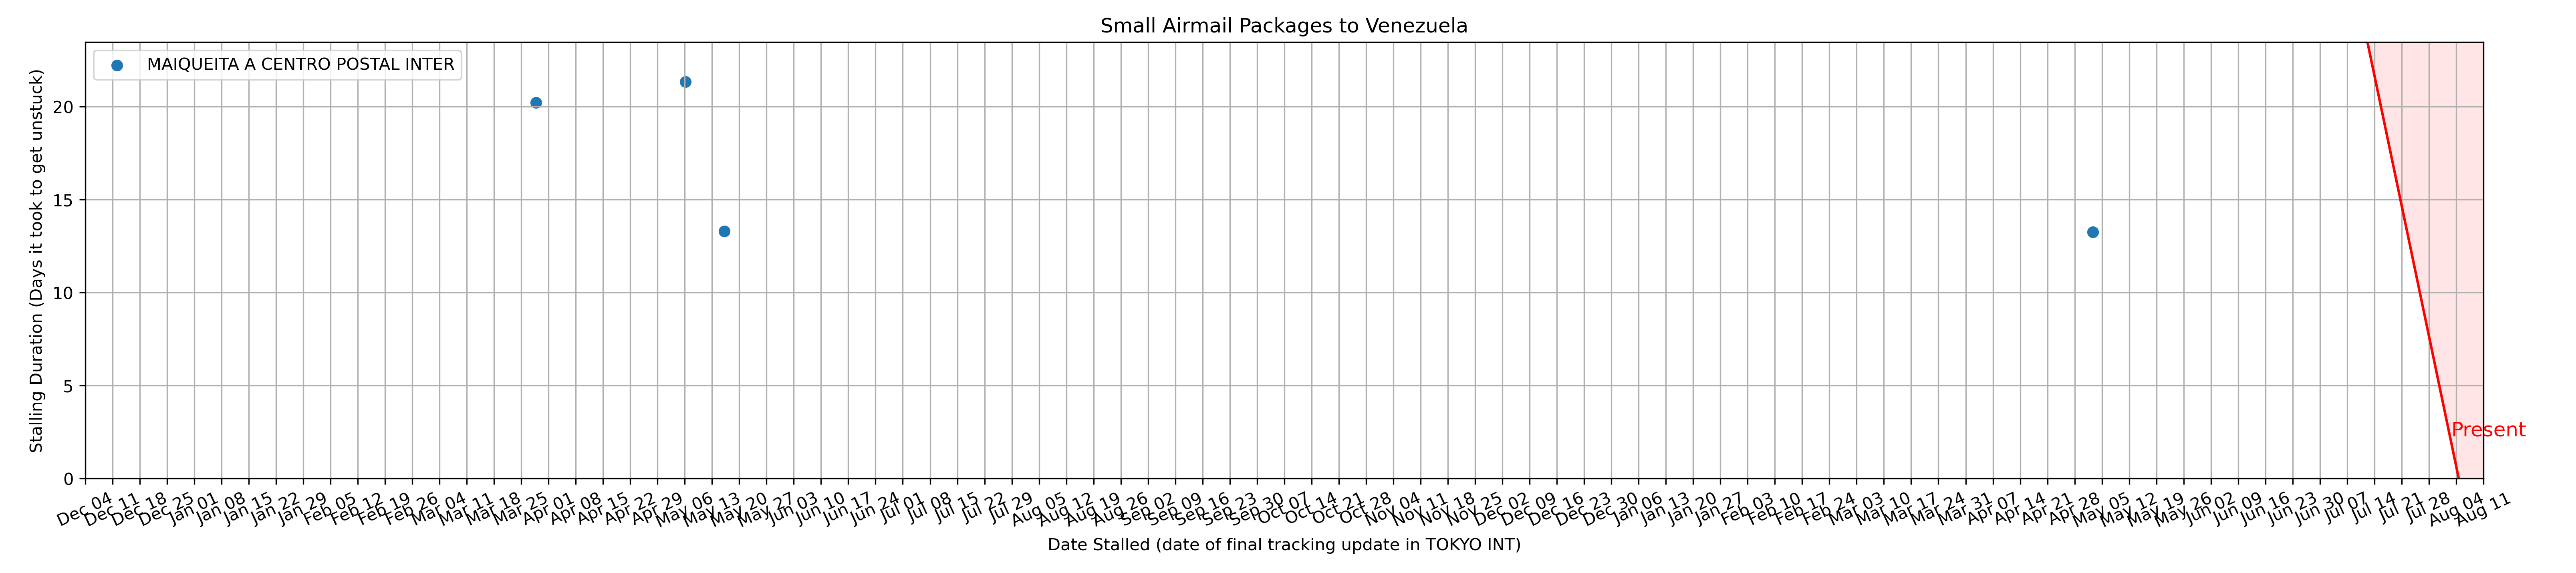 Small Airmail Packages to Venezuela
MAIQUEITA A CENTRO POSTAL INTER
Stalling Duration (Days it took to get unstuck)
20
15
10
5
0
Present
Dec 04 Dec 11 Dec 18 Dec 25 Jan 01 Jan 08 Jan 15 Jan 22 Jan 29 Feb 05 Feb 12 Feb 19 Feb 26 Mar 04 Mar 11 Mar 18 Mar 25 Apr 01 Apr 08 Apr 15 Apr 22 Apr 29 May 06 May 13 May 20 May 27 Jun 03 Jun 10 Jun 17 Jun 24 Jul 01 Jul 08 Jul 15 Jul 22 Jul 29 Aug 05 Aug 12 Aug 19 Aug 26 Sep 02 Sep 09 Sep 16 Sep 23 Sep 30 Oct 07 Oct 14 Oct 21 Oct 28 Nov 04 Nov 11 Nov 18 Nov 25 Dec 02 Dec 09 Dec 16 Dec 23 Dec 30 Jan 06 Jan 13 Jan 20 Jan 27 Feb 03 Feb 10 Feb 17 Feb 24 Mar 03 Mar 10 Mar 17 Mar 24 Mar 31 Apr 07 Apr 14 Apr 21 Apr 28 May 05 May 12 May 19 May 26 Jun 02 Jun 09 Jun 16 Jun 23 Jun 30 Jul 07 Jul 14 Jul 21 Jul 28 Aug 04 Aug 11
Date Stalled (date of final tracking update in TOKYO INT)